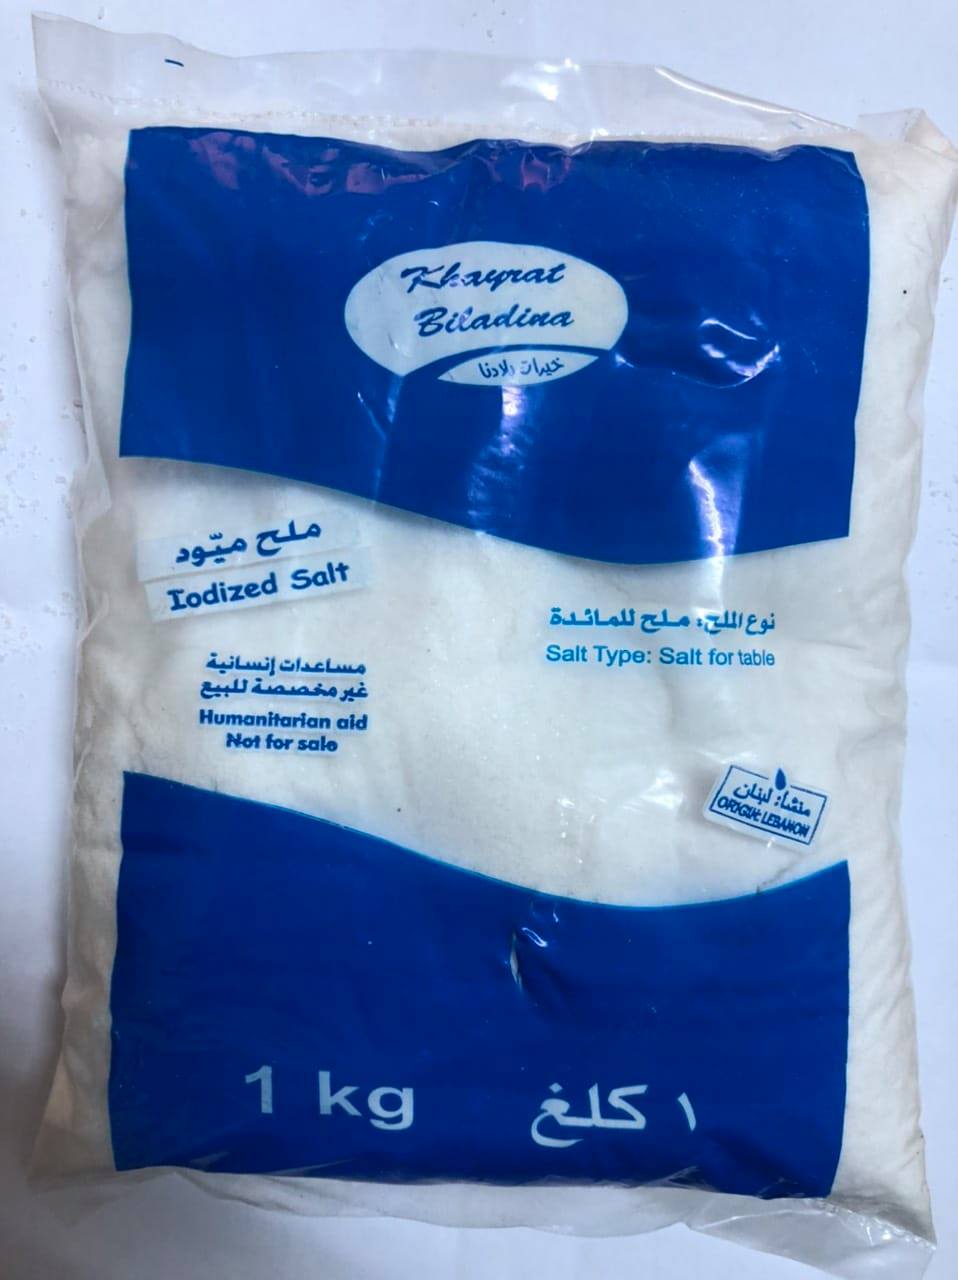 Khayrat
Biladina
خيرات بلادنا
ملح ميّود
Iodized Salt
نوع الملح: ملح للمائدة
Salt Type: Salt for table
مساعدات إنسانية
غير مخصصة للبيع
Humanitarian aid
Not for sale
منشأ: لبنان
ORIGIN: LEBANON
1 kg
١ كلغ